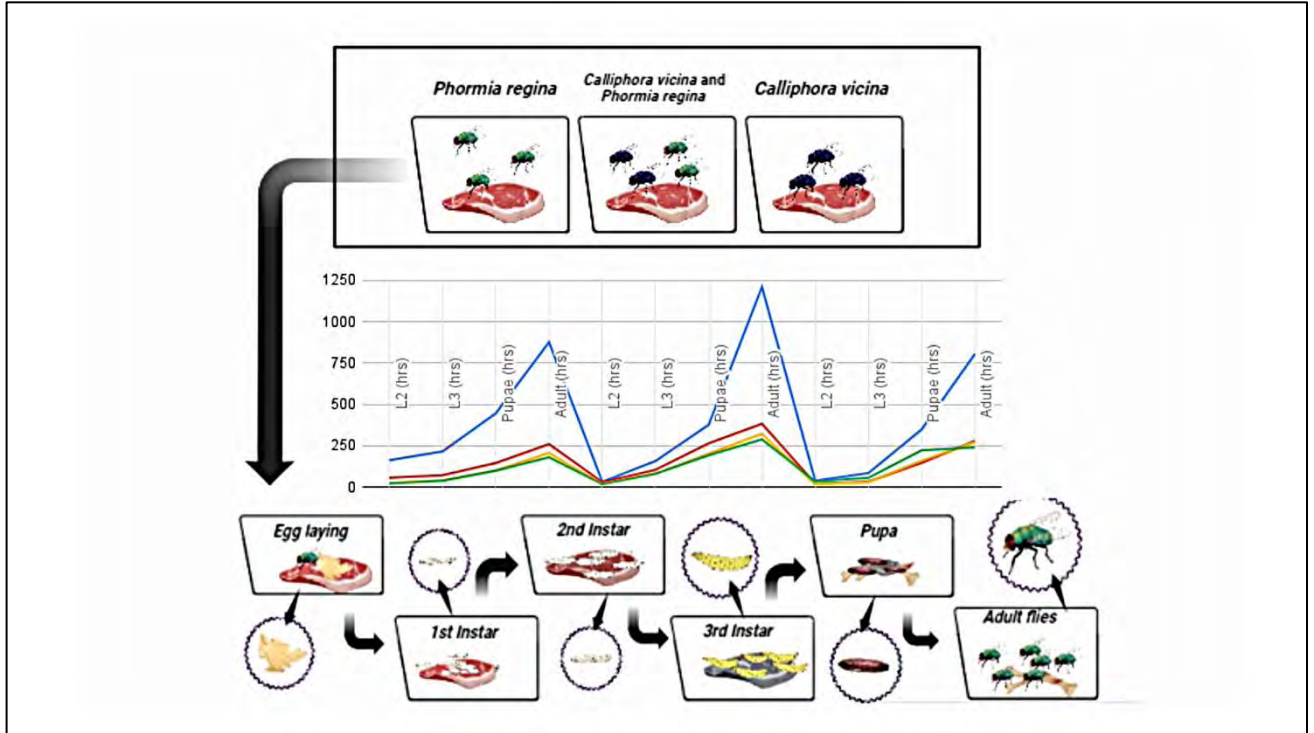 Phormia regina
Calliphora vicina and
Phormia regina
Calliphora vicina
1250
1000
750
500
250
0
L2 (hrs)
L3 (hrs)
Pupae (hrs)
Adult (hrs)
L2 (hrs)
L3 (hrs)
Pupae (hrs)
Adult (hrs)
L2 (hrs)
L3 (hrs)
Pupae (hrs)
Adult (hrs)
Egg laying
1st Instar
2nd Instar
3rd Instar
Pupa
Adult flies